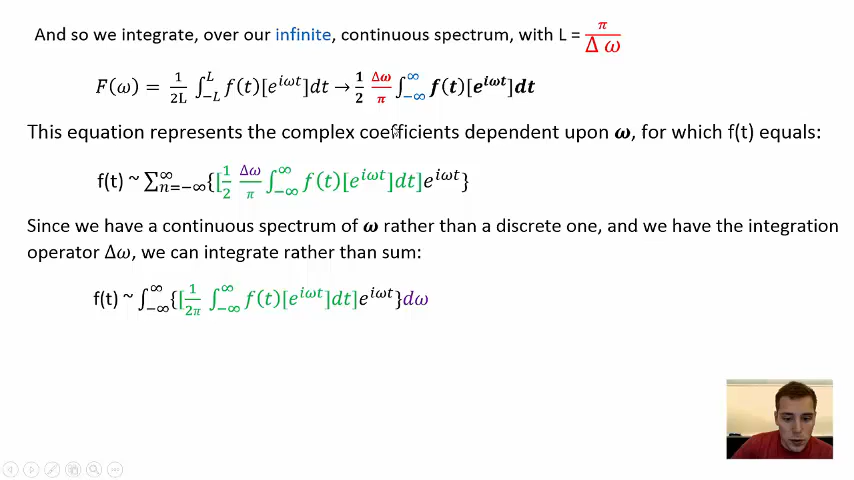 And so we integrate, over our infinite, continuous spectrum, with L = π/Δ ω
F(ω) = 1/2L ∫_{-L}^{L} f(t)[e^{iωt}]dt → 1/2 Δω/π ∫_{-∞}^{∞} f(t)[e^{iωt}]dt
This equation represents the complex coefficients dependent upon ω, for which f(t) equals:
f(t) ~ ∑_{n=-∞}^{∞}{[1/2 Δω/π ∫_{-∞}^{∞} f(t)[e^{iωt}]dt]e^{iωt}}
Since we have a continuous spectrum of ω rather than a discrete one, and we have the integration
operator Δω, we can integrate rather than sum:
f(t) ~ ∫_{-∞}^{∞}{[1/2π ∫_{-∞}^{∞} f(t)[e^{iωt}]dt]e^{iωt}}dω